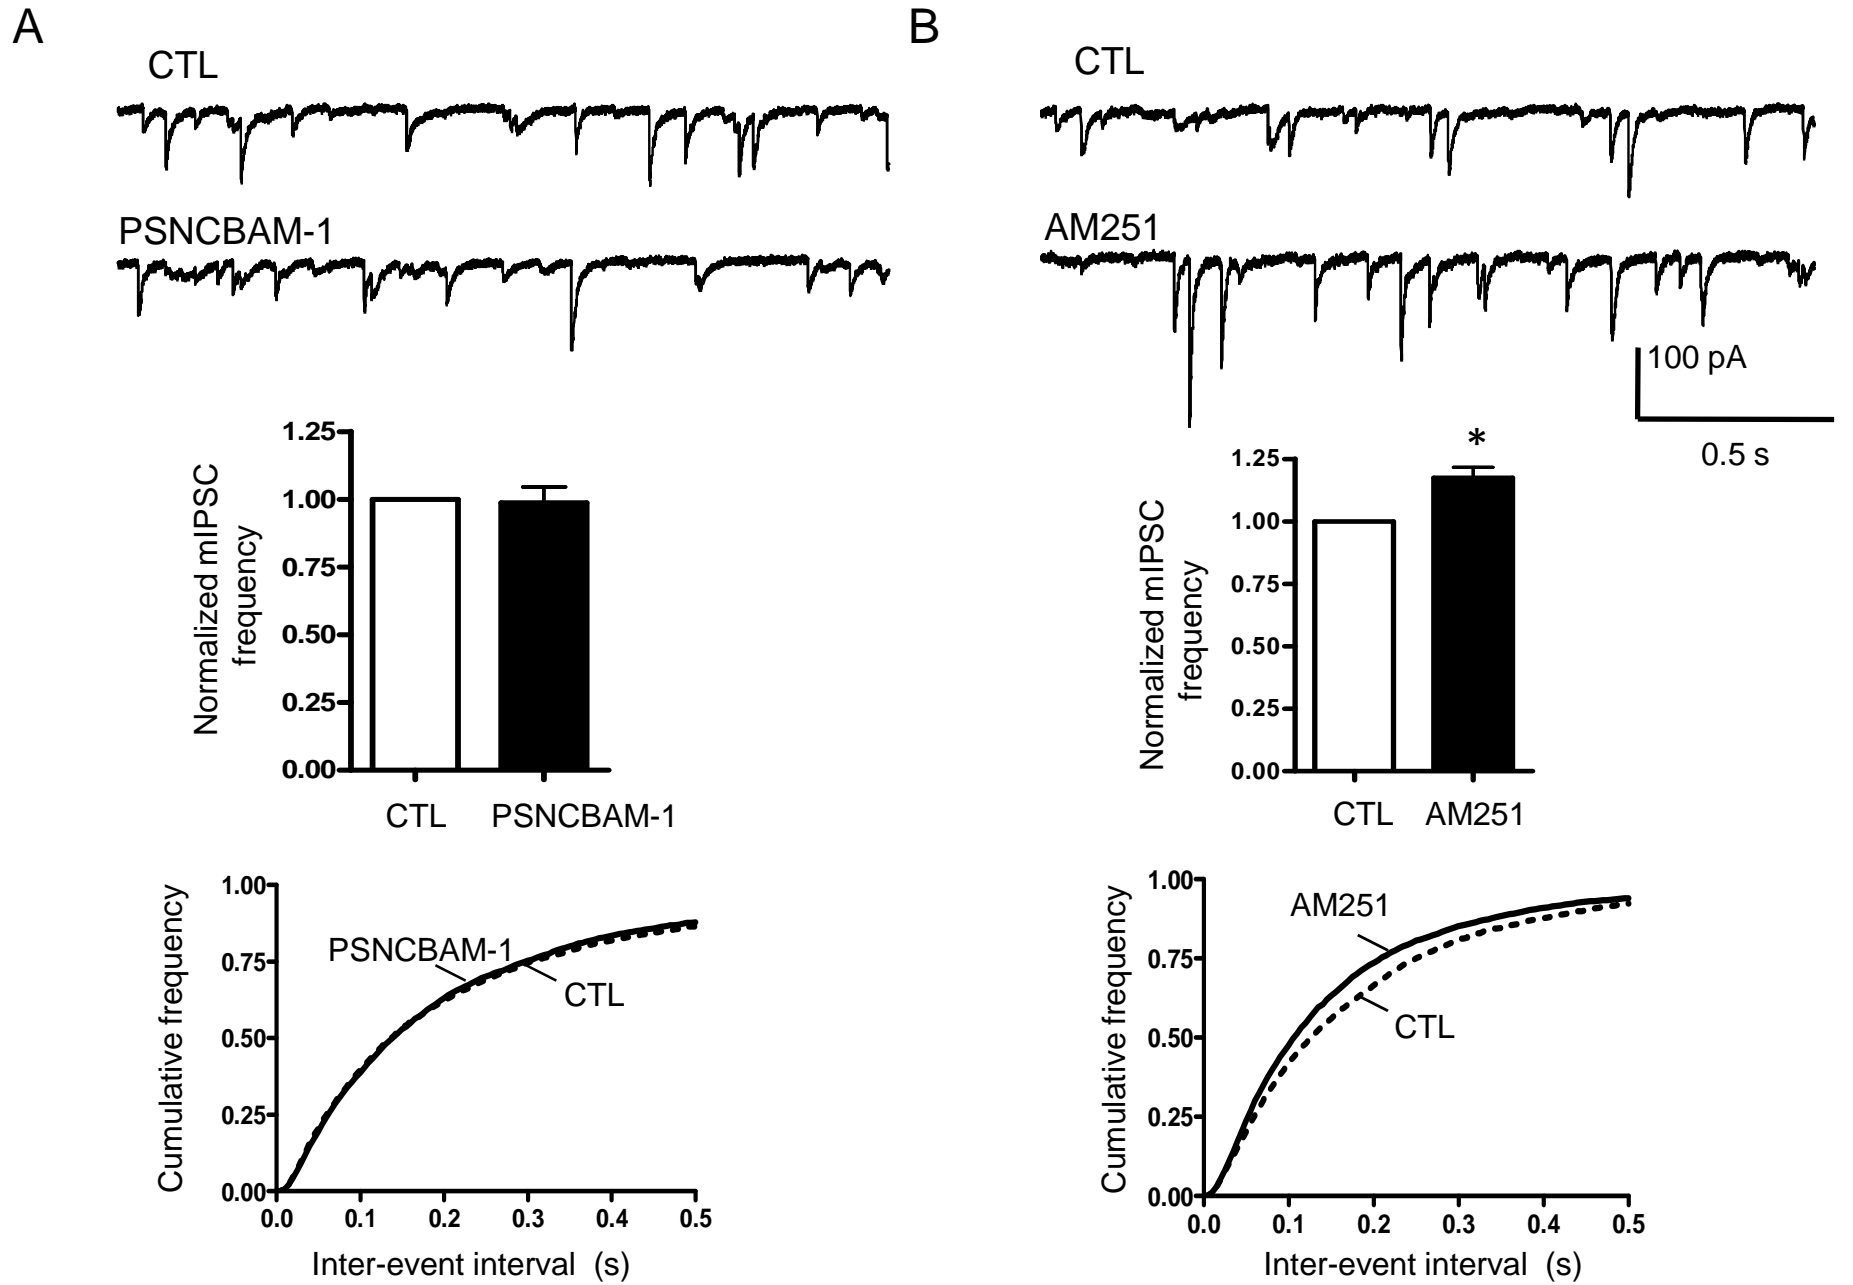 A
CTL
PSNCBAM-1
1.25
1.00
0.75
0.50
0.25
0.00
Normalized mIPSC
frequency
CTL PSNCBAM-1
1.00
0.75
0.50
0.25
0.00
Cumulative frequency
PSNCBAM-1
CTL
0.0 0.1 0.2 0.3 0.4 0.5
Inter-event interval (s)
B
CTL
AM251
100 pA
0.5 s
*
1.25
1.00
0.75
0.50
0.25
0.00
Normalized mIPSC
frequency
CTL AM251
1.00
0.75
0.50
0.25
0.00
Cumulative frequency
AM251
CTL
0.0 0.1 0.2 0.3 0.4 0.5
Inter-event interval (s)